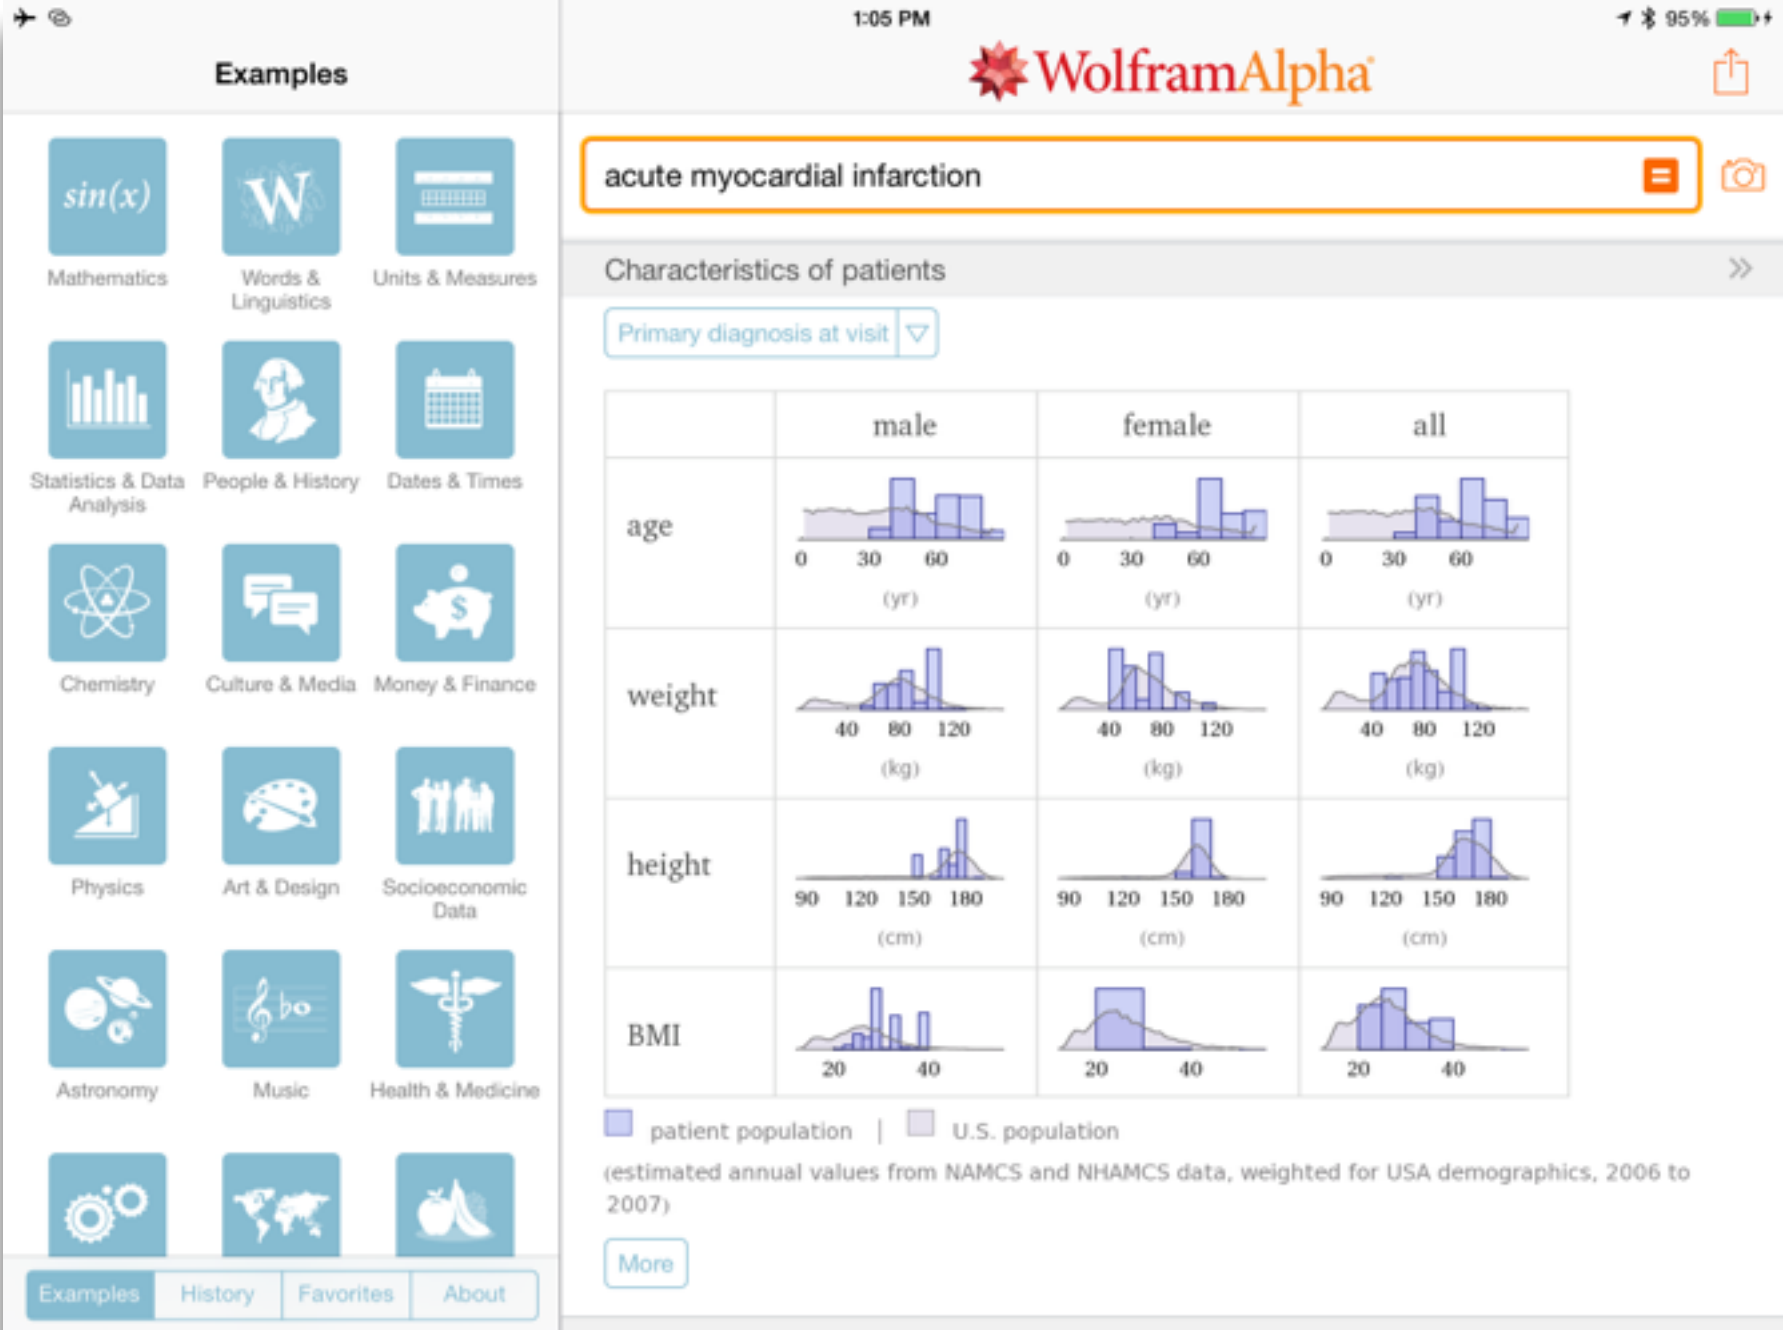 1:05 PM
95%
Examples
WolframAlpha
sin(x)
Mathematics
W
Words &
Linguistics
Units & Measures
Statistics & Data
Analysis
People & History
Dates & Times
Chemistry
Culture & Media
$
Money & Finance
Physics
Art & Design
Socioeconomic
Data
Astronomy
Music
Health & Medicine
Examples
History
Favorites
About
acute myocardial infarction
=
Characteristics of patients
Primary diagnosis at visit
male female all
age
0 30 60
(yr)
0 30 60
(yr)
0 30 60
(yr)
weight
40 80 120
(kg)
40 80 120
(kg)
40 80 120
(kg)
height
90 120 150 180
(cm)
90 120 150 180
(cm)
90 120 150 180
(cm)
BMI
20 40
20 40
20 40
patient population | U.S. population
(estimated annual values from NAMCS and NHAMCS data, weighted for USA demographics, 2006 to
2007)
More